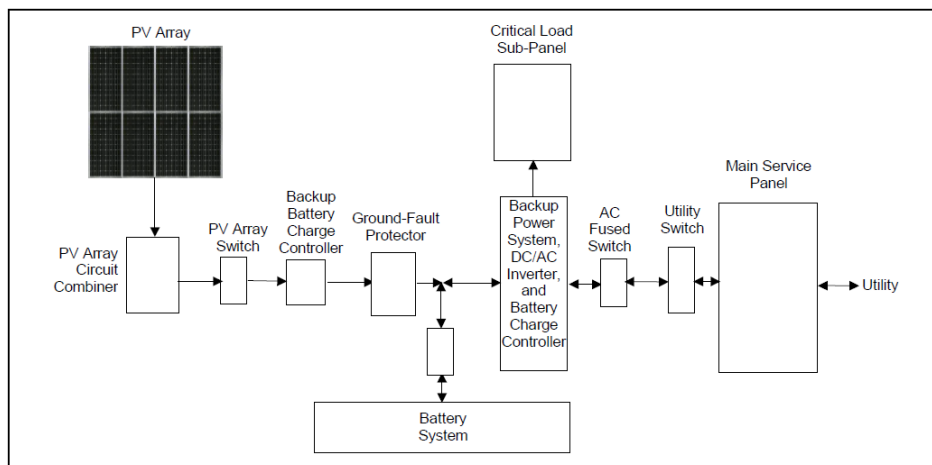 PV Array
Critical Load
Sub-Panel
Main Service
Panel
Backup
Battery
Charge
Controller
Ground-Fault
Protector
PV Array
Switch
PV Array
Circuit
Combiner
Backup
Power
System,
DC/AC
Inverter,
and
Battery
Charge
Controller
AC
Fused
Switch
Utility
Switch
Utility
Battery
System